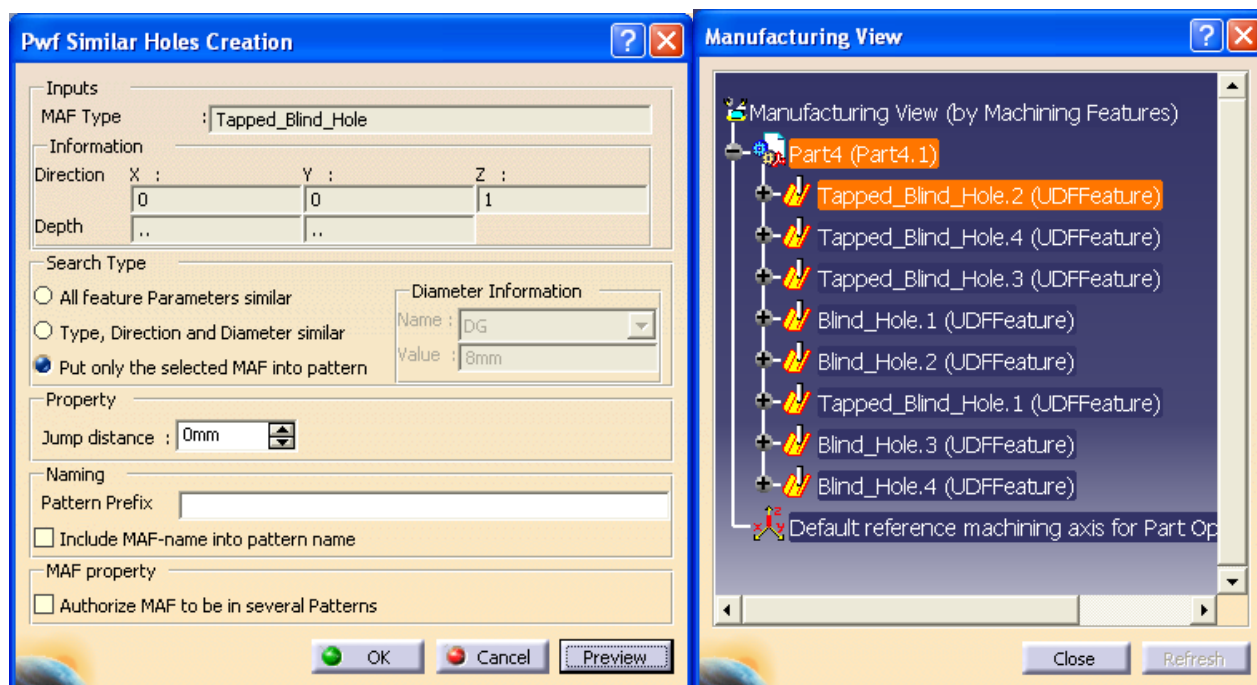 Pwf Similar Holes Creation
Inputs
MAF Type : Tapped_Blind_Hole
Information
Direction X : Y : Z :
0 0 1
Depth .. ..
Search Type
All feature Parameters similar
Type, Direction and Diameter similar
Put only the selected MAF into pattern
Diameter Information
Name : DG
Value : 8mm
Property
Jump distance : 0mm
Naming
Pattern Prefix
Include MAF-name into pattern name
MAF property
Authorize MAF to be in several Patterns
OK Cancel Preview
Manufacturing View
Manufacturing View (by Machining Features)
Part4 (Part4.1)
Tapped_Blind_Hole.2 (UDFFeature)
Tapped_Blind_Hole.4 (UDFFeature)
Tapped_Blind_Hole.3 (UDFFeature)
Blind_Hole.1 (UDFFeature)
Blind_Hole.2 (UDFFeature)
Tapped_Blind_Hole.1 (UDFFeature)
Blind_Hole.3 (UDFFeature)
Blind_Hole.4 (UDFFeature)
z
x y Default reference machining axis for Part Op
Close Refresh